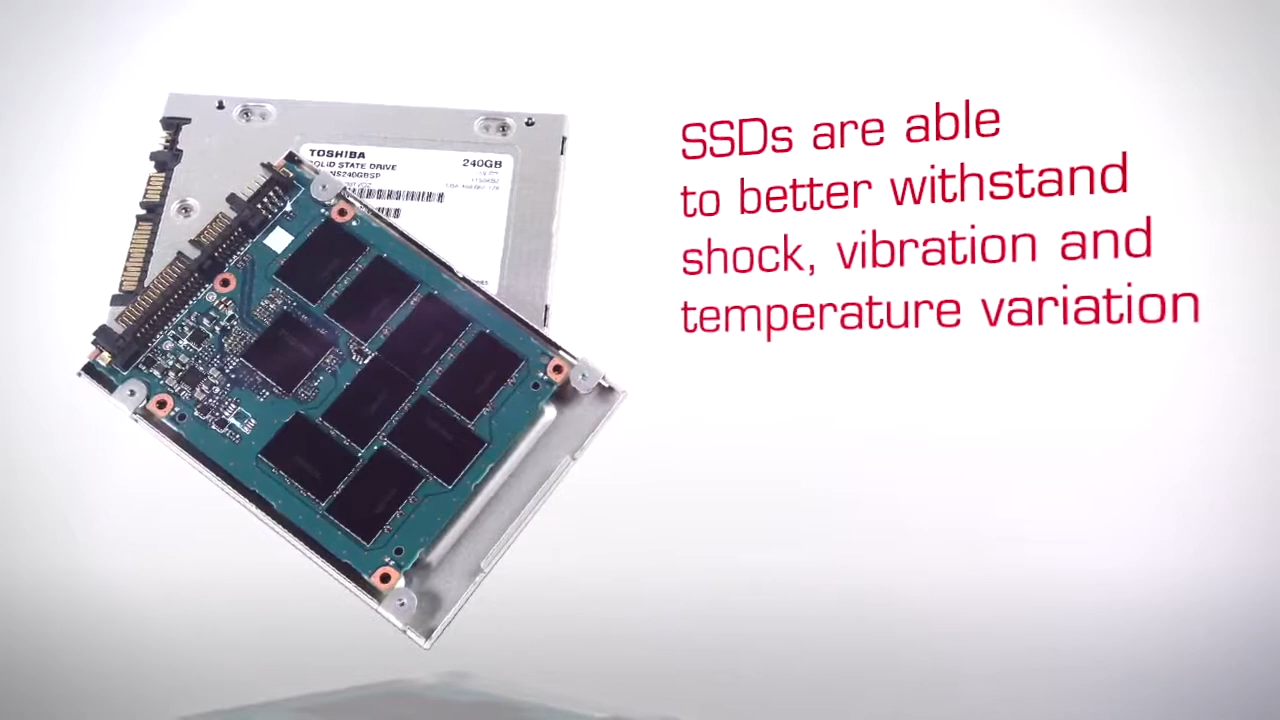 SSDs are able
to better withstand
shock, vibration and
temperature variation
TOSHIBA
SOLID STATE DRIVE
240GB